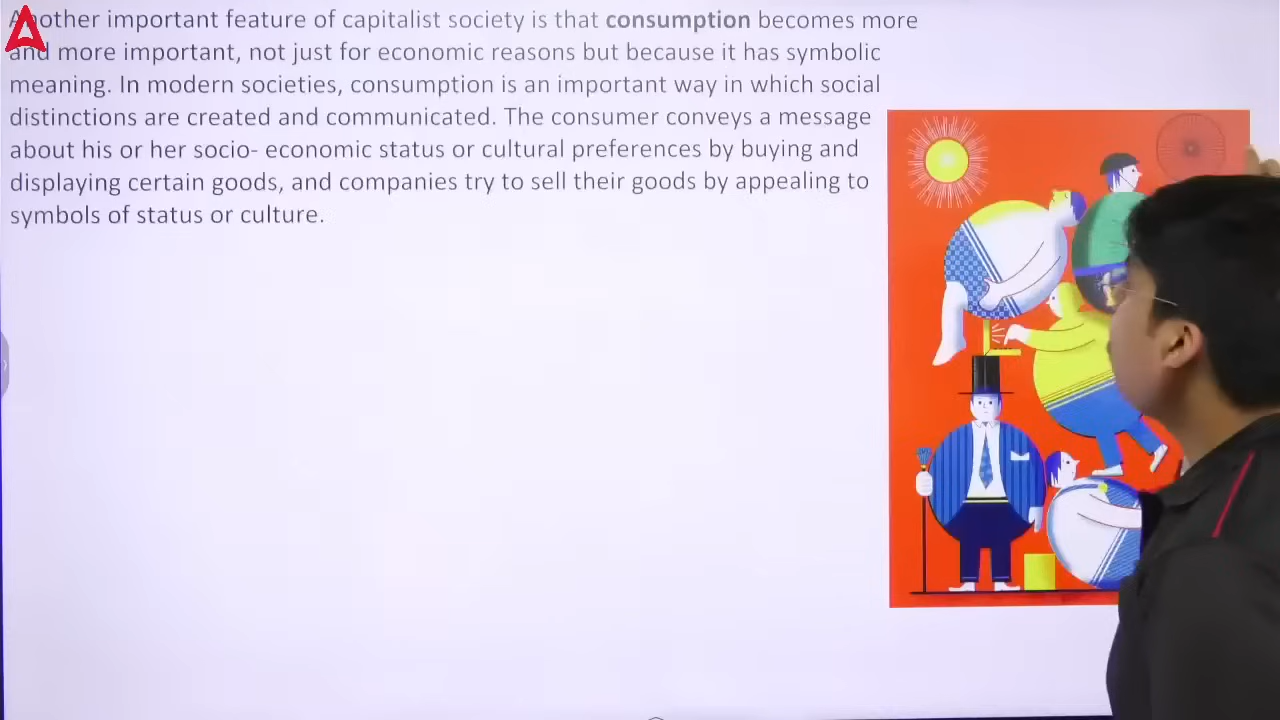 Another important feature of capitalist society is that consumption becomes more
and more important, not just for economic reasons but because it has symbolic
meaning. In modern societies, consumption is an important way in which social
distinctions are created and communicated. The consumer conveys a message
about his or her socio- economic status or cultural preferences by buying and
displaying certain goods, and companies try to sell their goods by appealing to
symbols of status or culture.